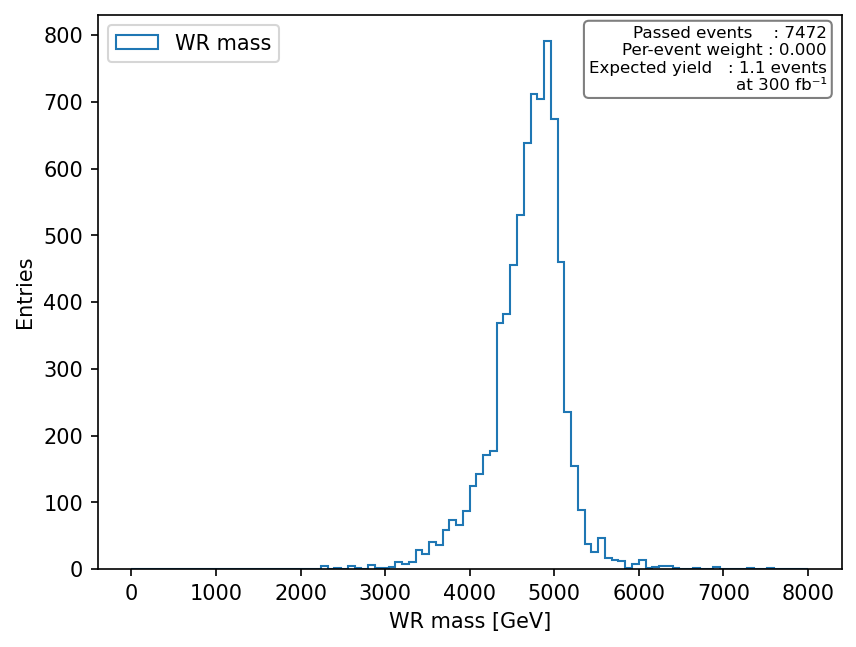 WR mass
Passed events    : 7472
Per-event weight : 0.000
Expected yield   : 1.1 events
at 300 fb⁻¹
800
700
600
500
400
300
200
100
0
Entries
0 1000 2000 3000 4000 5000 6000 7000 8000
WR mass [GeV]